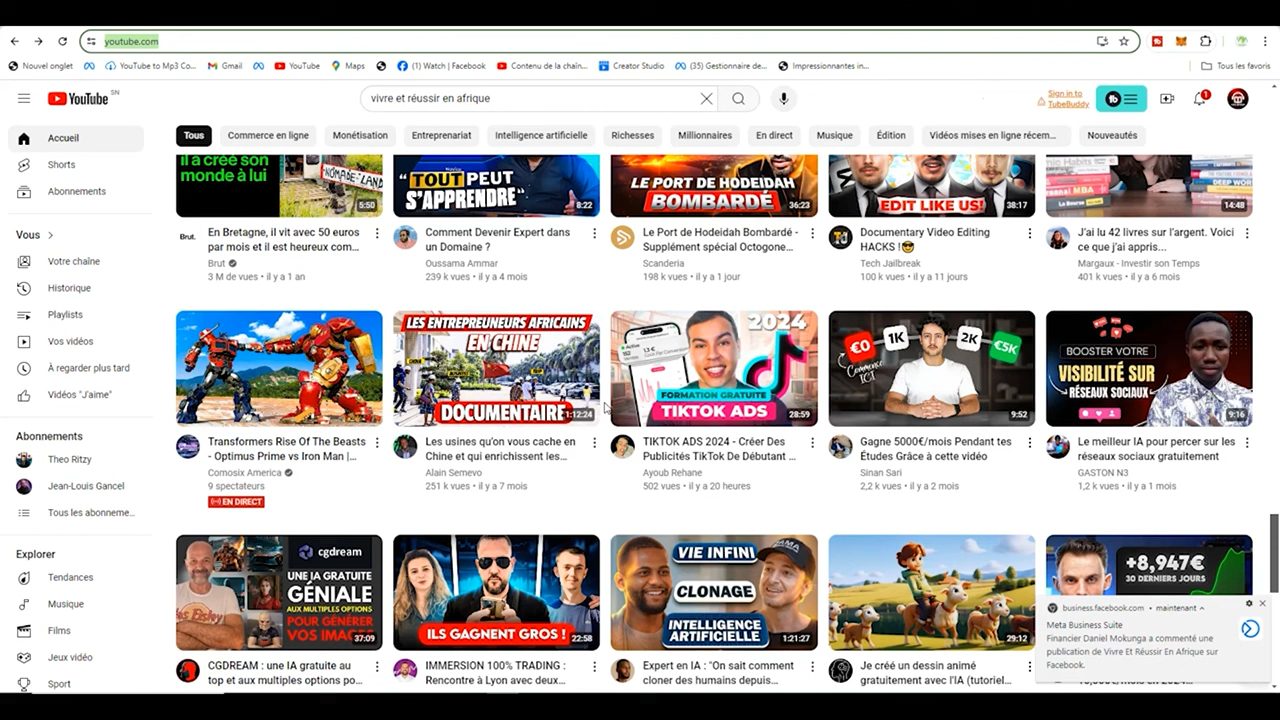 youtube.com
Nouvel onglet
YouTube to Mp3 Co...
Gmail
YouTube
Maps
(1) Watch | Facebook
Contenu de la chaîn...
Creator Studio
(35) Gestionnaire de...
Impressionnantes in...
Tous les favoris
YouTube SN
vivre et réussir en afrique
Sign in to
TubeBuddy
1
Tous
Commerce en ligne
Monétisation
Entreprenariat
Intelligence artificielle
Richesses
Millionnaires
En direct
Musique
Édition
Vidéos mises en ligne récem...
Nouveautés
Accueil
Shorts
Abonnements
Vous
Votre chaîne
Historique
Playlists
Vos vidéos
À regarder plus tard
Vidéos "J'aime"
Abonnements
Theo Ritzy
Jean-Louis Gancel
Tous les abonneme...
Explorer
Tendances
Musique
Films
Jeux vidéo
Sport
il a créé son
monde à lui
NOMADE-LAND
5:50
En Bretagne, il vit avec 50 euros
par mois et il est heureux com...
Brut.
Brut
3 M de vues • il y a 1 an
“TOUT PEUT
S’APPRENDRE”
8:22
Comment Devenir Expert dans
un Domaine ?
Oussama Ammar
239 k vues • il y a 4 mois
LE PORT DE HODEIDAH
BOMBARDÉ
36:23
Le Port de Hodeidah Bombardé -
Supplément spécial Octogone...
Scanderia
198 k vues • il y a 1 jour
EDIT LIKE US!
38:17
Documentary Video Editing
HACKS !😎
Tech Jailbreak
100 k vues • il y a 11 jours
DEEP WORK
14:48
J'ai lu 42 livres sur l'argent. Voici
ce que j'ai appris...
Margaux - Investir son Temps
401 k vues • il y a 6 mois
Transformers Rise Of The Beasts
- Optimus Prime vs Iron Man |...
Comosix America
9 spectateurs
EN DIRECT
LES ENTREPRENEURS AFRICAINS
EN CHINE
DOCUMENTAIRE
1:12:24
Les usines qu'on vous cache en
Chine et qui enrichissent les...
Alain Semevo
251 k vues • il y a 7 mois
2024
FORMATION GRATUITE
TIKTOK ADS
28:59
TIKTOK ADS 2024 - Créer Des
Publicités TikTok De Débutant ...
Ayoub Rehane
502 vues • il y a 20 heures
€0
1K
2K
€5K
Commence
ICI
9:52
Gagne 5000€/mois Pendant tes
Études Grâce à cette vidéo
Sinan Sari
2,2 k vues • il y a 2 mois
BOOSTER VOTRE
VISIBILITÉ SUR
RÉSEAUX SOCIAUX
9:16
Le meilleur IA pour percer sur les
réseaux sociaux gratuitement
GASTON N3
1,2 k vues • il y a 1 mois
cgdream
UNE IA GRATUITE
GÉNIALE
AUX MULTIPLES OPTIONS
POUR GÉNÉRER
VOS IMAGES
37:09
CGDREAM : une IA gratuite au
top et aux multiples options po...
ILS GAGNENT GROS !
22:58
IMMERSION 100% TRADING :
Rencontre à Lyon avec deux...
VIE INFINI
CLONAGE
INTELLIGENCE
ARTIFICIELLE
1:21:27
Expert en IA : "On sait comment
cloner des humains depuis...
29:12
Je créé un dessin animé
gratuitement avec l'IA (tutoriel...
+8,947€
30 DERNIERS JOURS
business.facebook.com • maintenant
Meta Business Suite
Financier Daniel Mokunga a commenté une
publication de Vivre Et Réussir En Afrique sur
Facebook.